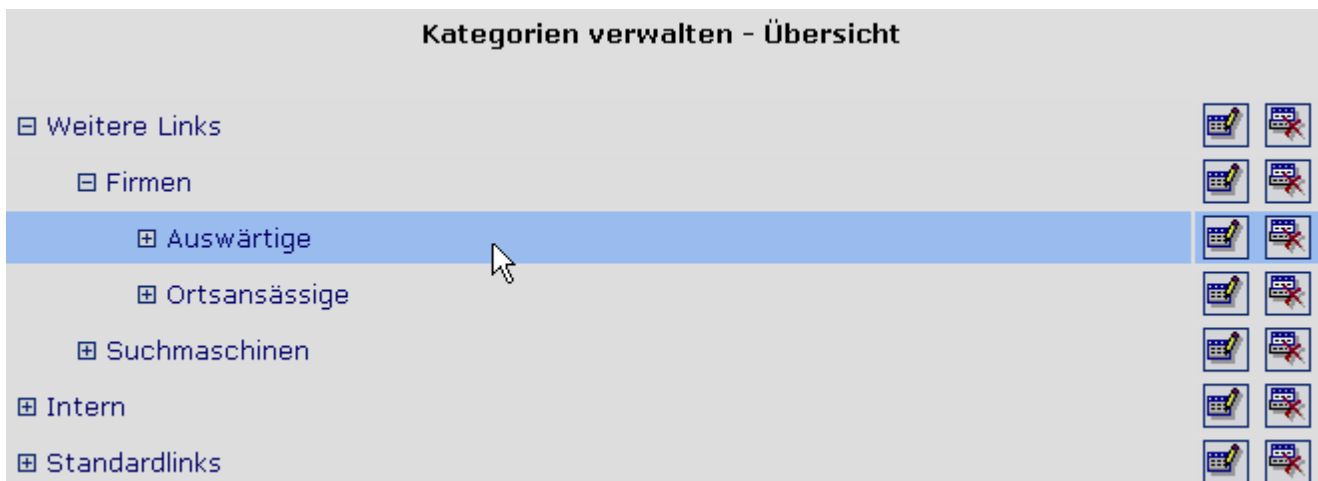 Kategorien verwalten - Übersicht
Weitere Links
Firmen
Auswärtige
Ortsansässige
Suchmaschinen
Intern
Standardlinks